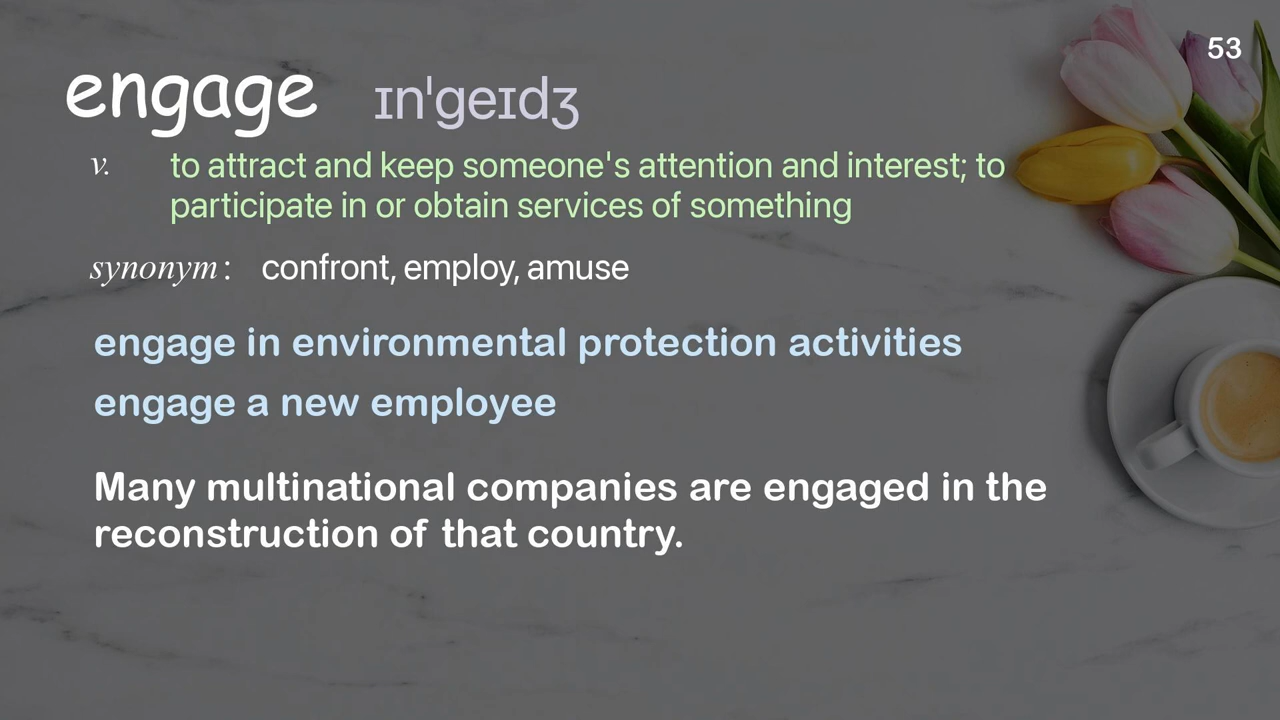 53
engage ɪnˈɡeɪdʒ
v. to attract and keep someone's attention and interest; to
participate in or obtain services of something
synonym: confront, employ, amuse
engage in environmental protection activities
engage a new employee
Many multinational companies are engaged in the
reconstruction of that country.